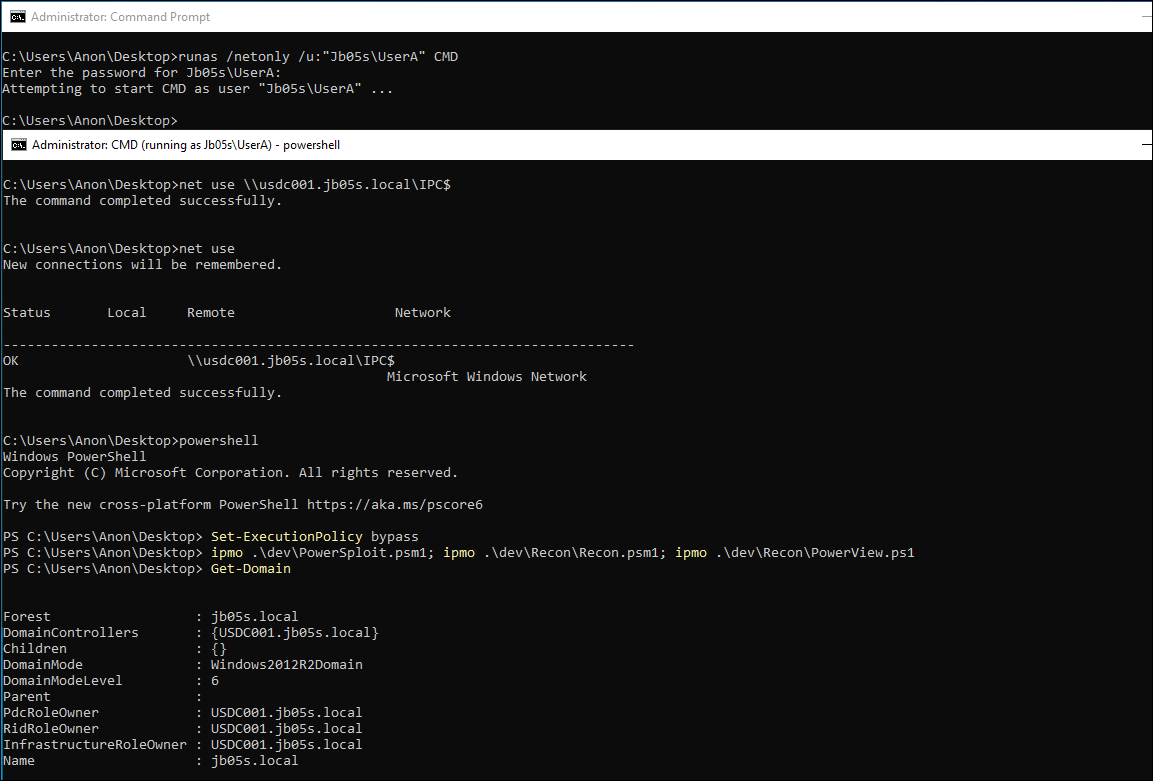 Administrator: Command Prompt
C:\Users\Anon\Desktop>runas /netonly /u:"Jb05s\UserA" CMD
Enter the password for Jb05s\UserA:
Attempting to start CMD as user "Jb05s\UserA" ...
C:\Users\Anon\Desktop>
Administrator: CMD (running as Jb05s\UserA) - powershell
C:\Users\Anon\Desktop>net use \\usdc001.jb05s.local\IPC$
The command completed successfully.
C:\Users\Anon\Desktop>net use
New connections will be remembered.
Status       Local     Remote                    Network
-------------------------------------------------------------------------------
OK                     \\usdc001.jb05s.local\IPC$
                                                Microsoft Windows Network
The command completed successfully.
C:\Users\Anon\Desktop>powershell
Windows PowerShell
Copyright (C) Microsoft Corporation. All rights reserved.
Try the new cross-platform PowerShell https://aka.ms/pscore6
PS C:\Users\Anon\Desktop> Set-ExecutionPolicy bypass
PS C:\Users\Anon\Desktop> ipmo .\dev\PowerSploit.psm1; ipmo .\dev\Recon\Recon.psm1; ipmo .\dev\Recon\PowerView.ps1
PS C:\Users\Anon\Desktop> Get-Domain
Forest                  : jb05s.local
DomainControllers       : {USDC001.jb05s.local}
Children                : {}
DomainMode              : Windows2012R2Domain
DomainModeLevel         : 6
Parent                  :
PdcRoleOwner            : USDC001.jb05s.local
RidRoleOwner            : USDC001.jb05s.local
InfrastructureRoleOwner : USDC001.jb05s.local
Name                    : jb05s.local